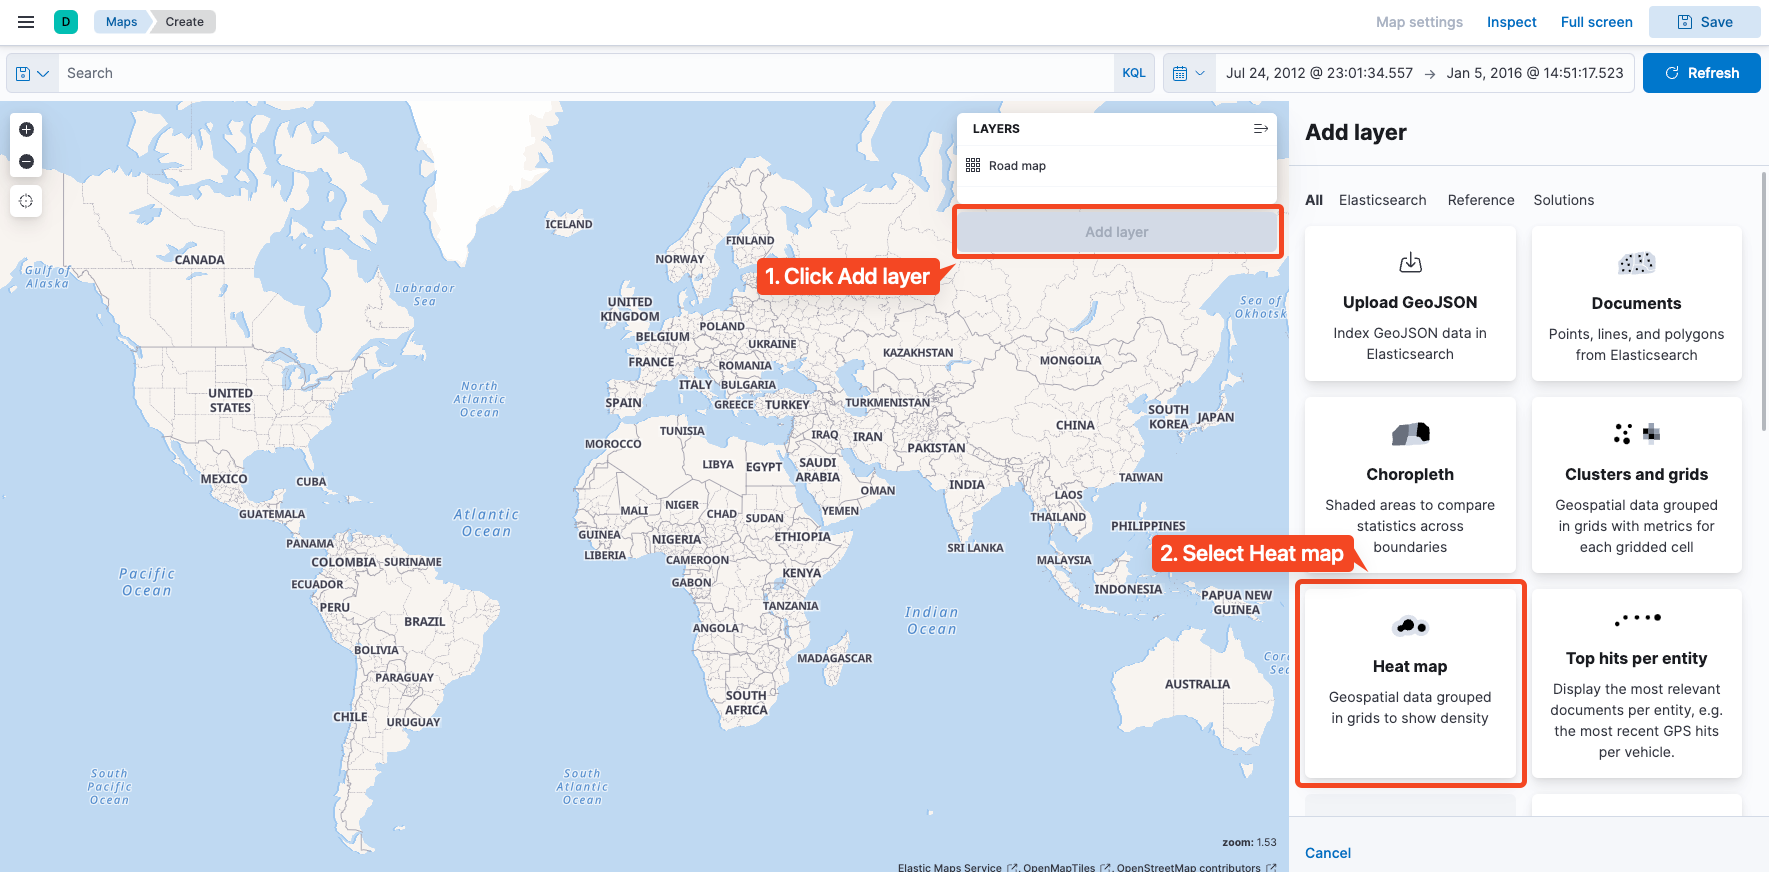 D Maps Create Map settings Inspect Full screen Save
Search KQL Jul 24, 2012 @ 23:01:34.557 → Jan 5, 2016 @ 14:51:17.523 Refresh
LAYERS
Road map
Add layer
1. Click Add layer
2. Select Heat map
ICELAND
FINLAND
NORWAY
CANADA
Gulf of
Alaska
Labrador
Sea
UNITED
KINGDOM
Sea of
Okhotsk
POLAND
BELGIUM
UKRAINE
FRANCE
KAZAKHSTAN
MONGOLIA
ROMANIA
ITALY
BULGARIA
North
Atlantic
Ocean
UNITED
STATES
SPAIN
GREECE
TURKEY
TURKMENISTAN
SOUTH
KOREA
JAPAN
CHINA
TUNISIA
MOROCCO
IRAQ
IRAN
PAKISTAN
LIBYA
EGYPT
SAUDI
ARABIA
MEXICO
CUBA
OMAN
INDIA
TAIWAN
LAOS
GUATEMALA
Atlantic
Ocean
MALI
NIGER
CHAD
SUDAN
YEMEN
THAILAND
PHILIPPINES
GUINEA
NIGERIA
ETHIOPIA
PANAMA
LIBERIA
SRI LANKA
COLOMBIA
SURINAME
CAMEROON
MALAYSIA
Pacific
Ocean
ECUADOR
GABON
KENYA
INDONESIA
PAPUA NEW
GUINEA
PERU
BRAZIL
TANZANIA
Indian
Ocean
ANGOLA
BOLIVIA
MADAGASCAR
Cor
Sea
PARAGUAY
AUSTRALIA
SOUTH
AFRICA
CHILE
URUGUAY
South
Pacific
Ocean
South
Atlantic
Ocean
zoom: 1.53
Elastic Maps Service , OpenMapTiles , OpenStreetMap contributors
Add layer
All Elasticsearch Reference Solutions
Upload GeoJSON
Index GeoJSON data in
Elasticsearch
Documents
Points, lines, and polygons
from Elasticsearch
Choropleth
Shaded areas to compare
statistics across
boundaries
Clusters and grids
Geospatial data grouped
in grids with metrics for
each gridded cell
Heat map
Geospatial data grouped
in grids to show density
Top hits per entity
Display the most relevant
documents per entity, e.g.
the most recent GPS hits
per vehicle.
Cancel